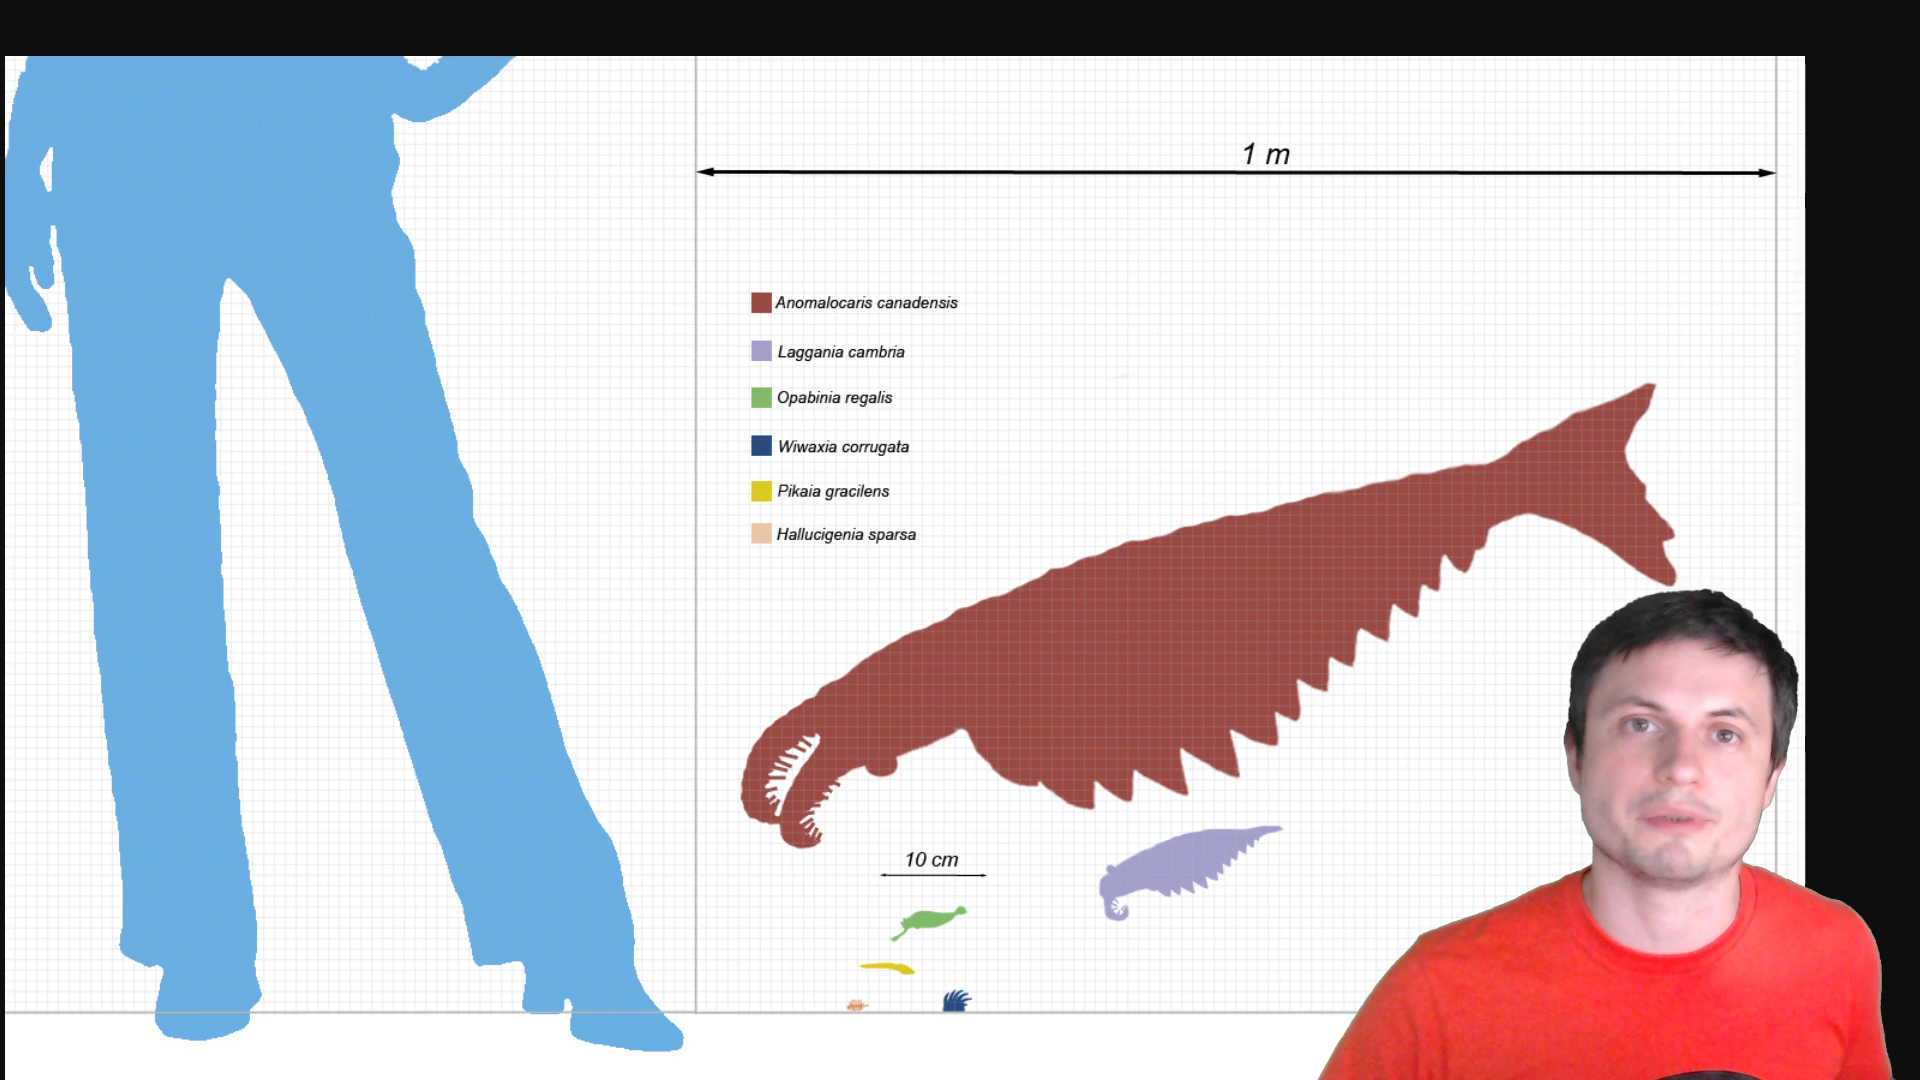 1 m
Anomalocaris canadensis
Laggania cambria
Opabinia regalis
Wiwaxia corrugata
Pikaia gracilens
Hallucigenia sparsa
10 cm